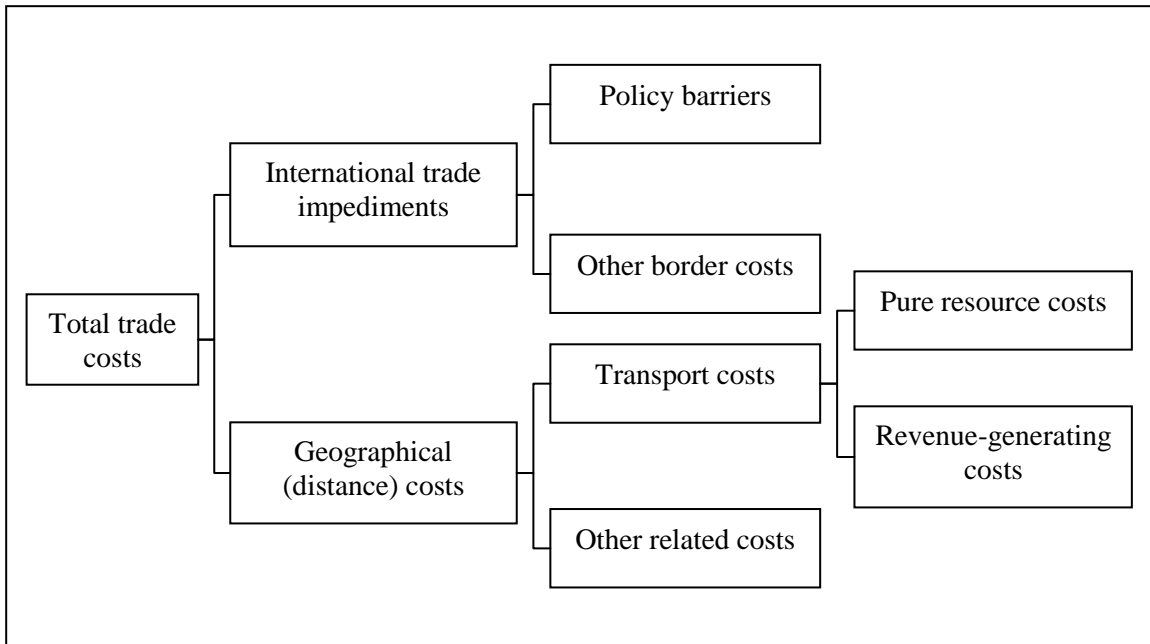 Policy barriers
International trade
impediments
Other border costs
Pure resource costs
Total trade
costs
Transport costs
Revenue-generating
costs
Geographical
(distance) costs
Other related costs